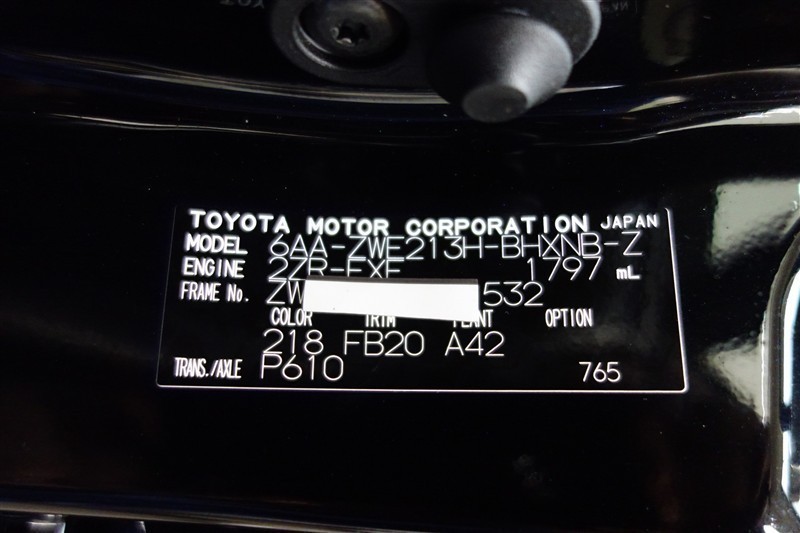 TOYOTA MOTOR CORPORATION JAPAN
MODEL 6AA-ZWE213H-BHXNB-Z
ENGINE 2ZR-FXE 1797 mL
FRAME No. ZW 532
COLOR TRIM PLANT OPTION
218 FB20 A42
TRANS./AXLE P610 765